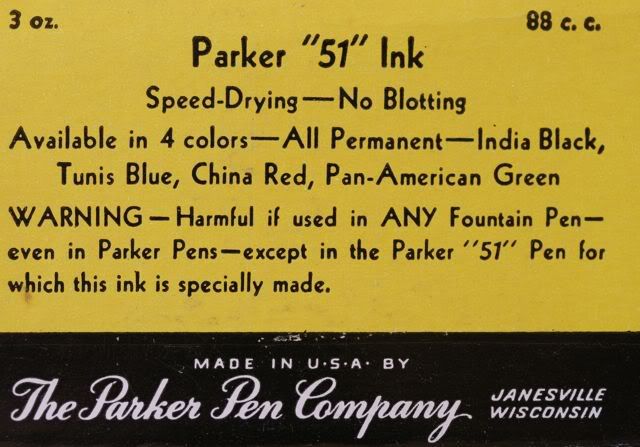 3 oz. 88 c. c.
Parker "51" Ink
Speed-Drying—No Blotting
Available in 4 colors—All Permanent—India Black,
Tunis Blue, China Red, Pan-American Green
WARNING—Harmful if used in ANY Fountain Pen—
even in Parker Pens—except in the Parker "51" Pen for
which this ink is specially made.
MADE IN U·S·A· BY
The Parker Pen Company JANESVILLE
WISCONSIN